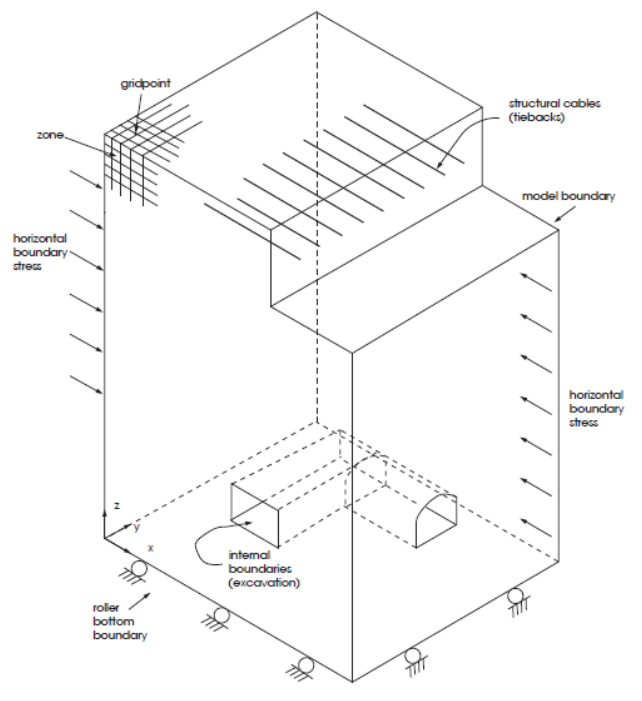 gridpoint
structural cables
(tiebacks)
zone
model boundary
horizontal
boundary
stress
horizontal
boundary
stress
z
y
x
internal
boundaries
(excavation)
roller
bottom
boundary